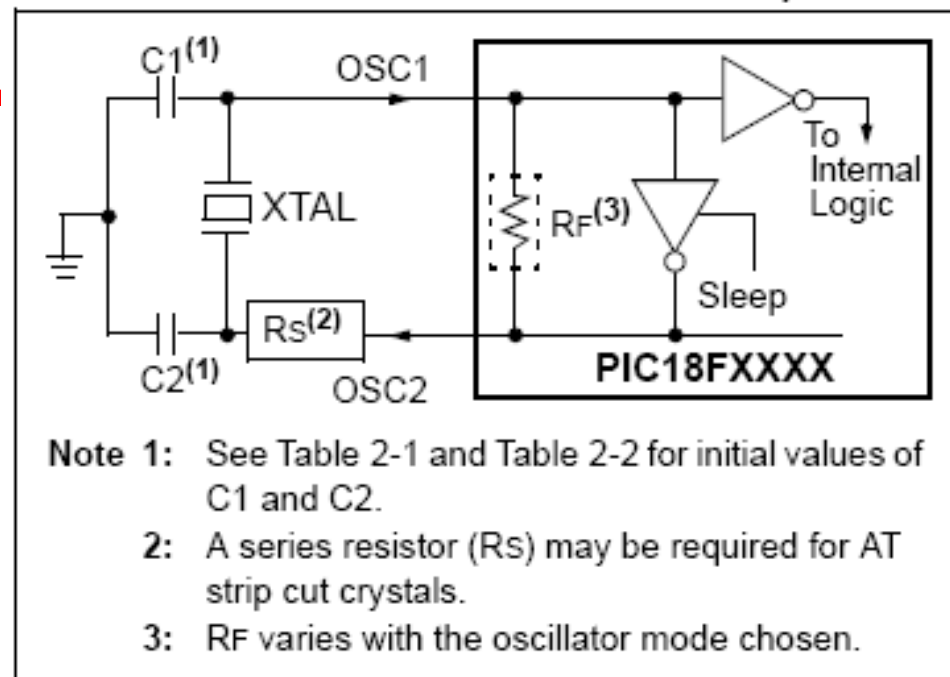 C1(1)
OSC1
To
Internal
Logic
XTAL
RF(3)
Sleep
RS(2)
C2(1)
OSC2
PIC18FXXXX
Note 1: See Table 2-1 and Table 2-2 for initial values of
C1 and C2.
2: A series resistor (RS) may be required for AT
strip cut crystals.
3: RF varies with the oscillator mode chosen.